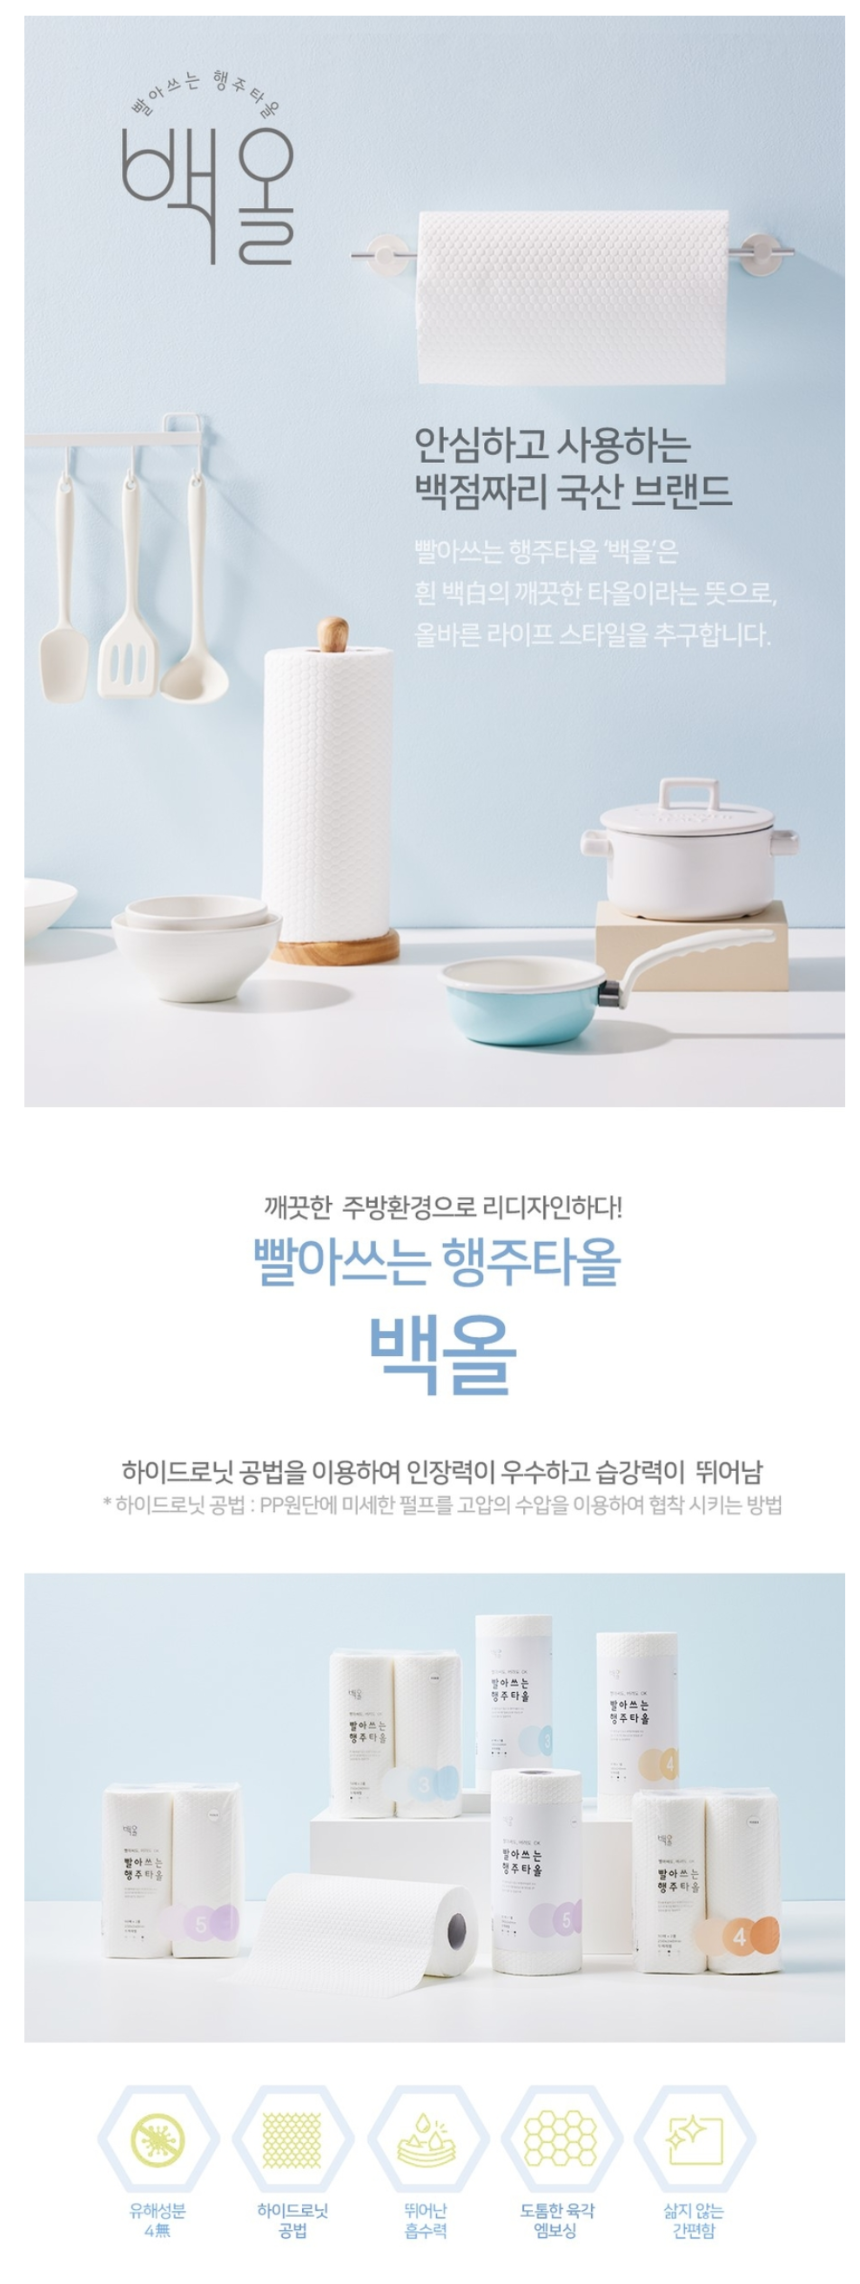 빨아쓰는 행주타올
백올
안심하고 사용하는
백점짜리 국산 브랜드
빨아쓰는 행주타올 '백올'은
흰 백白의 깨끗한 타올이라는 뜻으로,
올바른 라이프 스타일을 추구합니다.
깨끗한 주방환경으로 리디자인하다!
빨아쓰는 행주타올
백올
하이드로닛 공법을 이용하여 인장력이 우수하고 습강력이 뛰어남
* 하이드로닛 공법 : PP원단에 미세한 펄프를 고압의 수압을 이용하여 협착 시키는 방법
빨아쓰는
행주타올
3
백올
빨아쓰는
행주타올
3
빨아쓰는
행주타올
4
백올
빨아쓰는
행주타올
5
빨아쓰는
행주타올
5
백올
빨아쓰는
행주타올
4
유해성분
4無
하이드로닛
공법
뛰어난
흡수력
도톰한 육각
엠보싱
삶지 않는
간편함